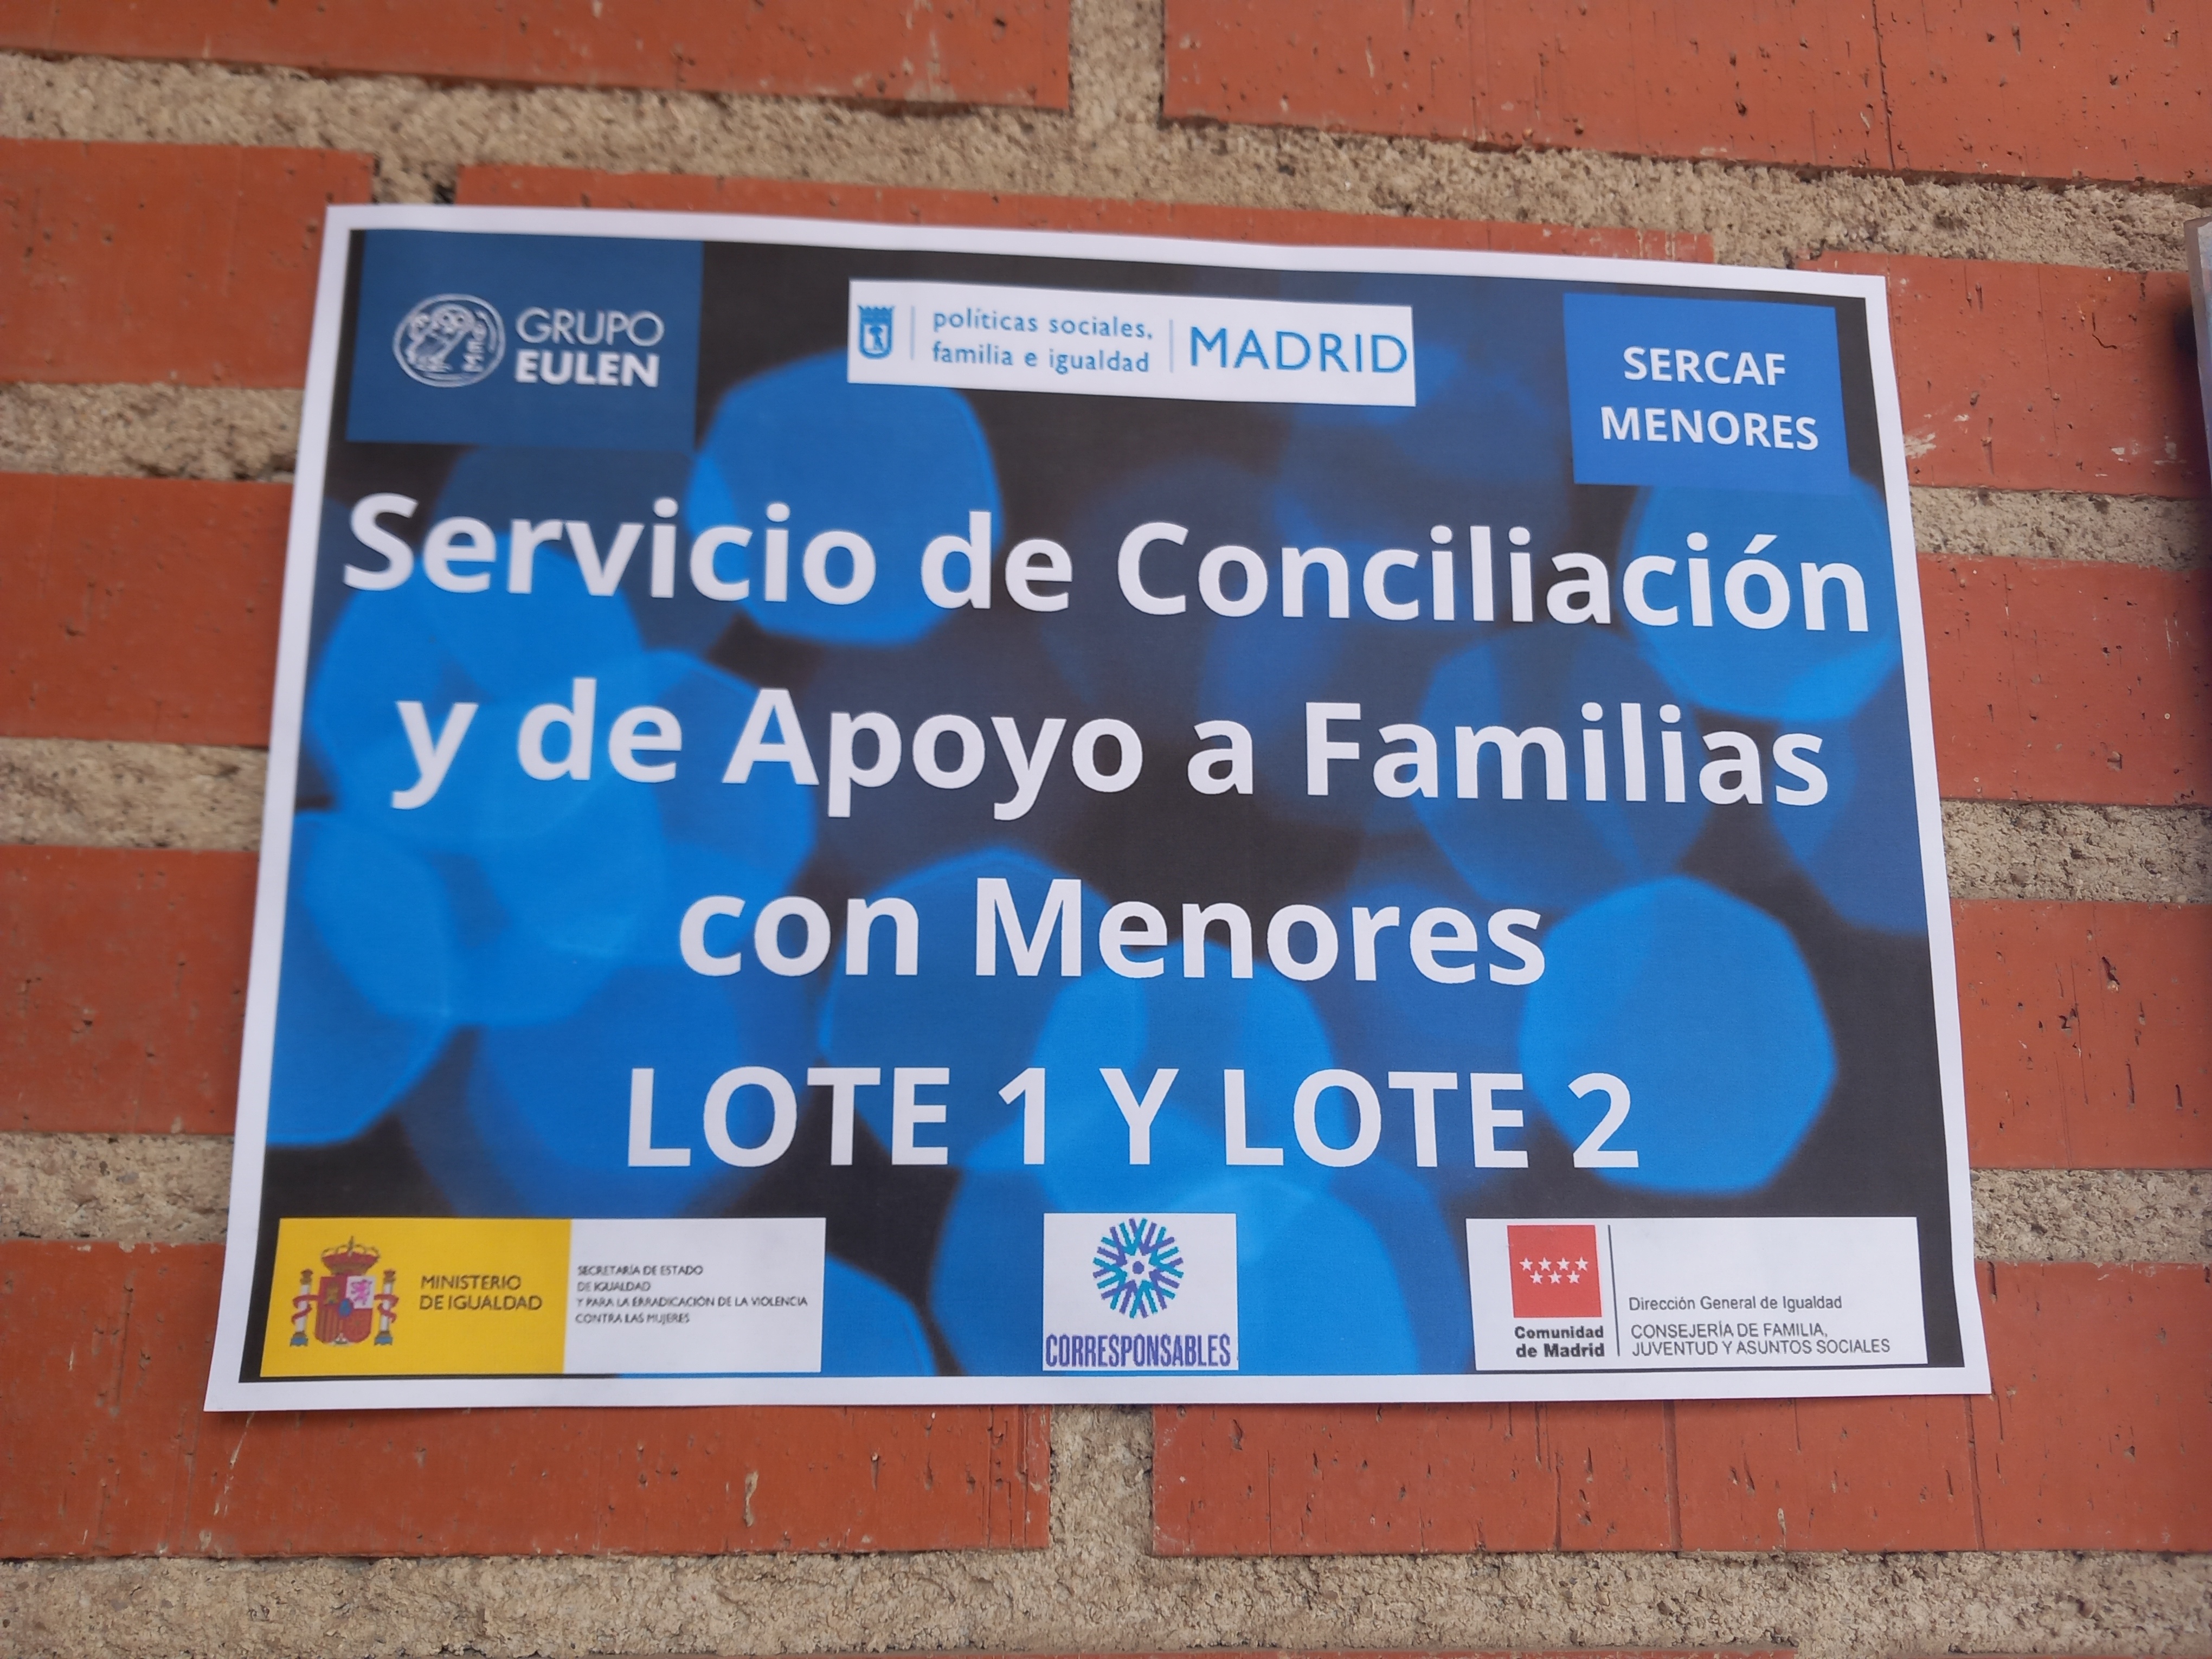 GRUPO
EULEN
políticas sociales,
familia e igualdad
MADRID
SERCAF
MENORES
Servicio de Conciliación
y de Apoyo a Familias
con Menores
LOTE 1 Y LOTE 2
MINISTERIO
DE IGUALDAD
SECRETARÍA DE ESTADO
DE IGUALDAD
Y PARA LA ERRADICACIÓN DE LA VIOLENCIA
CONTRA LAS MUJERES
CORRESPONSABLES
Comunidad
de Madrid
Dirección General de Igualdad
CONSEJERÍA DE FAMILIA,
JUVENTUD Y ASUNTOS SOCIALES